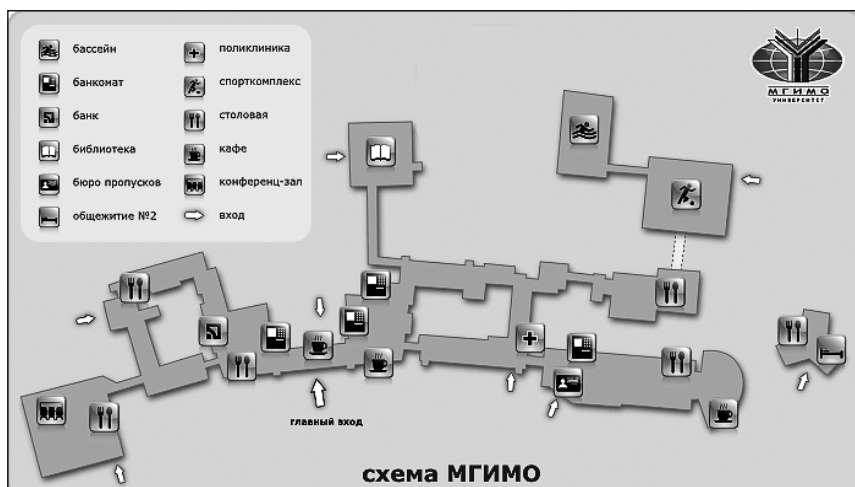 бассейн
банкомат
банк
библиотека
бюро пропусков
общежитие №2
поликлиника
спорткомплекс
столовая
кафе
конференц-зал
вход
МГИМО
УНИВЕРСИТЕТ
главный вход
схема МГИМО